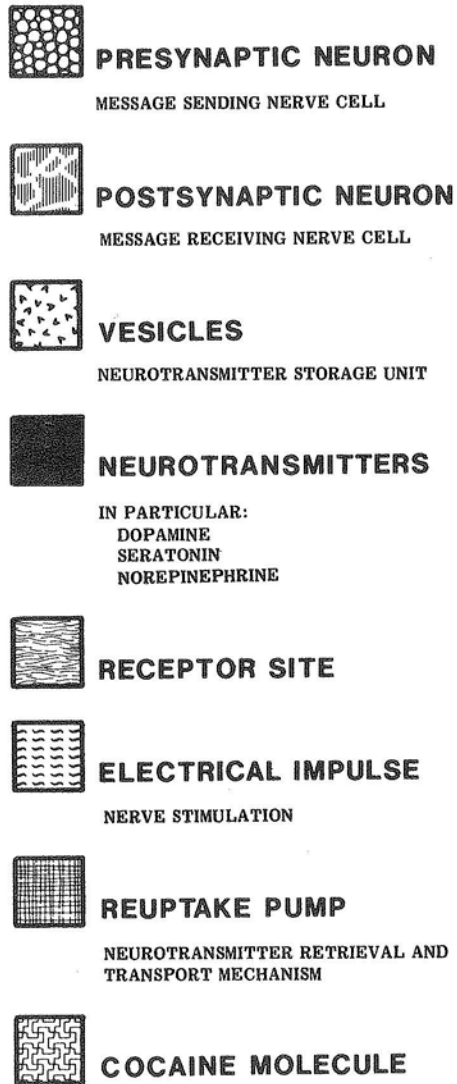 PRESYNAPTIC NEURON
MESSAGE SENDING NERVE CELL
POSTSYNAPTIC NEURON
MESSAGE RECEIVING NERVE CELL
VESICLES
NEUROTRANSMITTER STORAGE UNIT
NEUROTRANSMITTERS
IN PARTICULAR:
DOPAMINE
SERATONIN
NOREPINEPHRINE
RECEPTOR SITE
ELECTRICAL IMPULSE
NERVE STIMULATION
REUPTAKE PUMP
NEUROTRANSMITTER RETRIEVAL AND
TRANSPORT MECHANISM
COCAINE MOLECULE